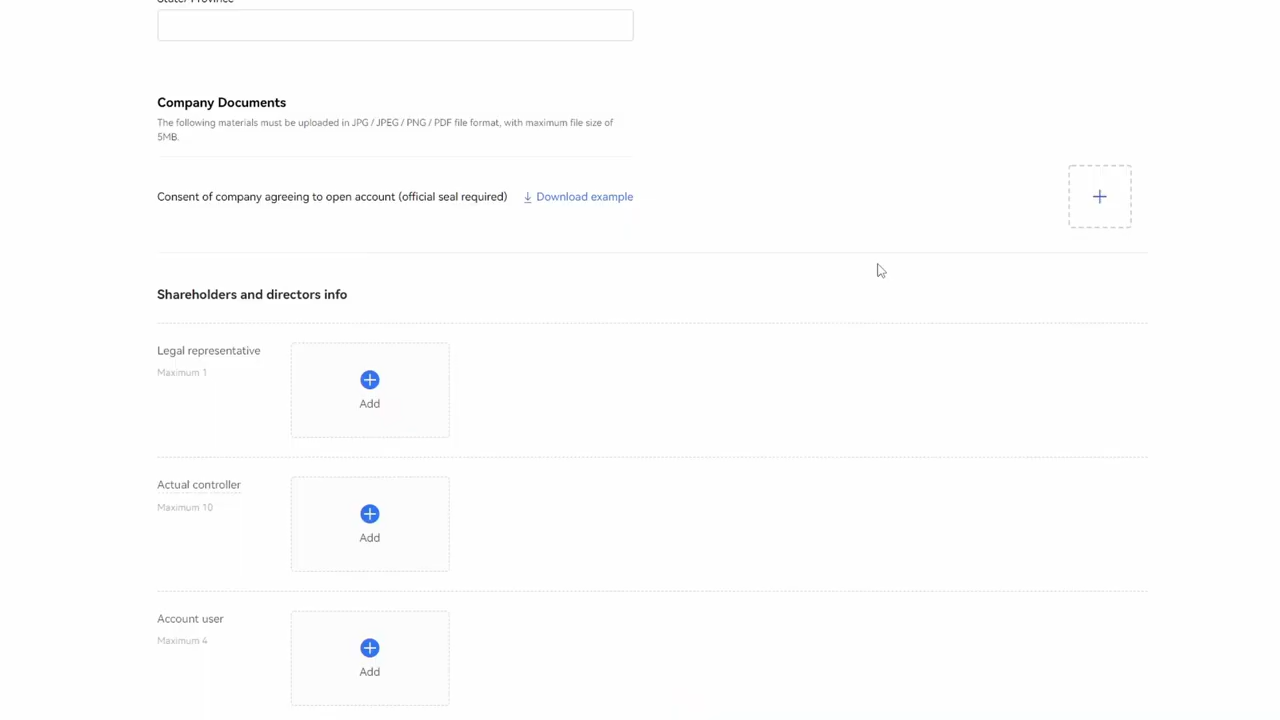 State/ Province
Company Documents
The following materials must be uploaded in JPG / JPEG / PNG / PDF file format, with maximum file size of
5MB.
Consent of company agreeing to open account (official seal required) Download example
Shareholders and directors info
Legal representative
Maximum 1
Add
Actual controller
Maximum 10
Add
Account user
Maximum 4
Add